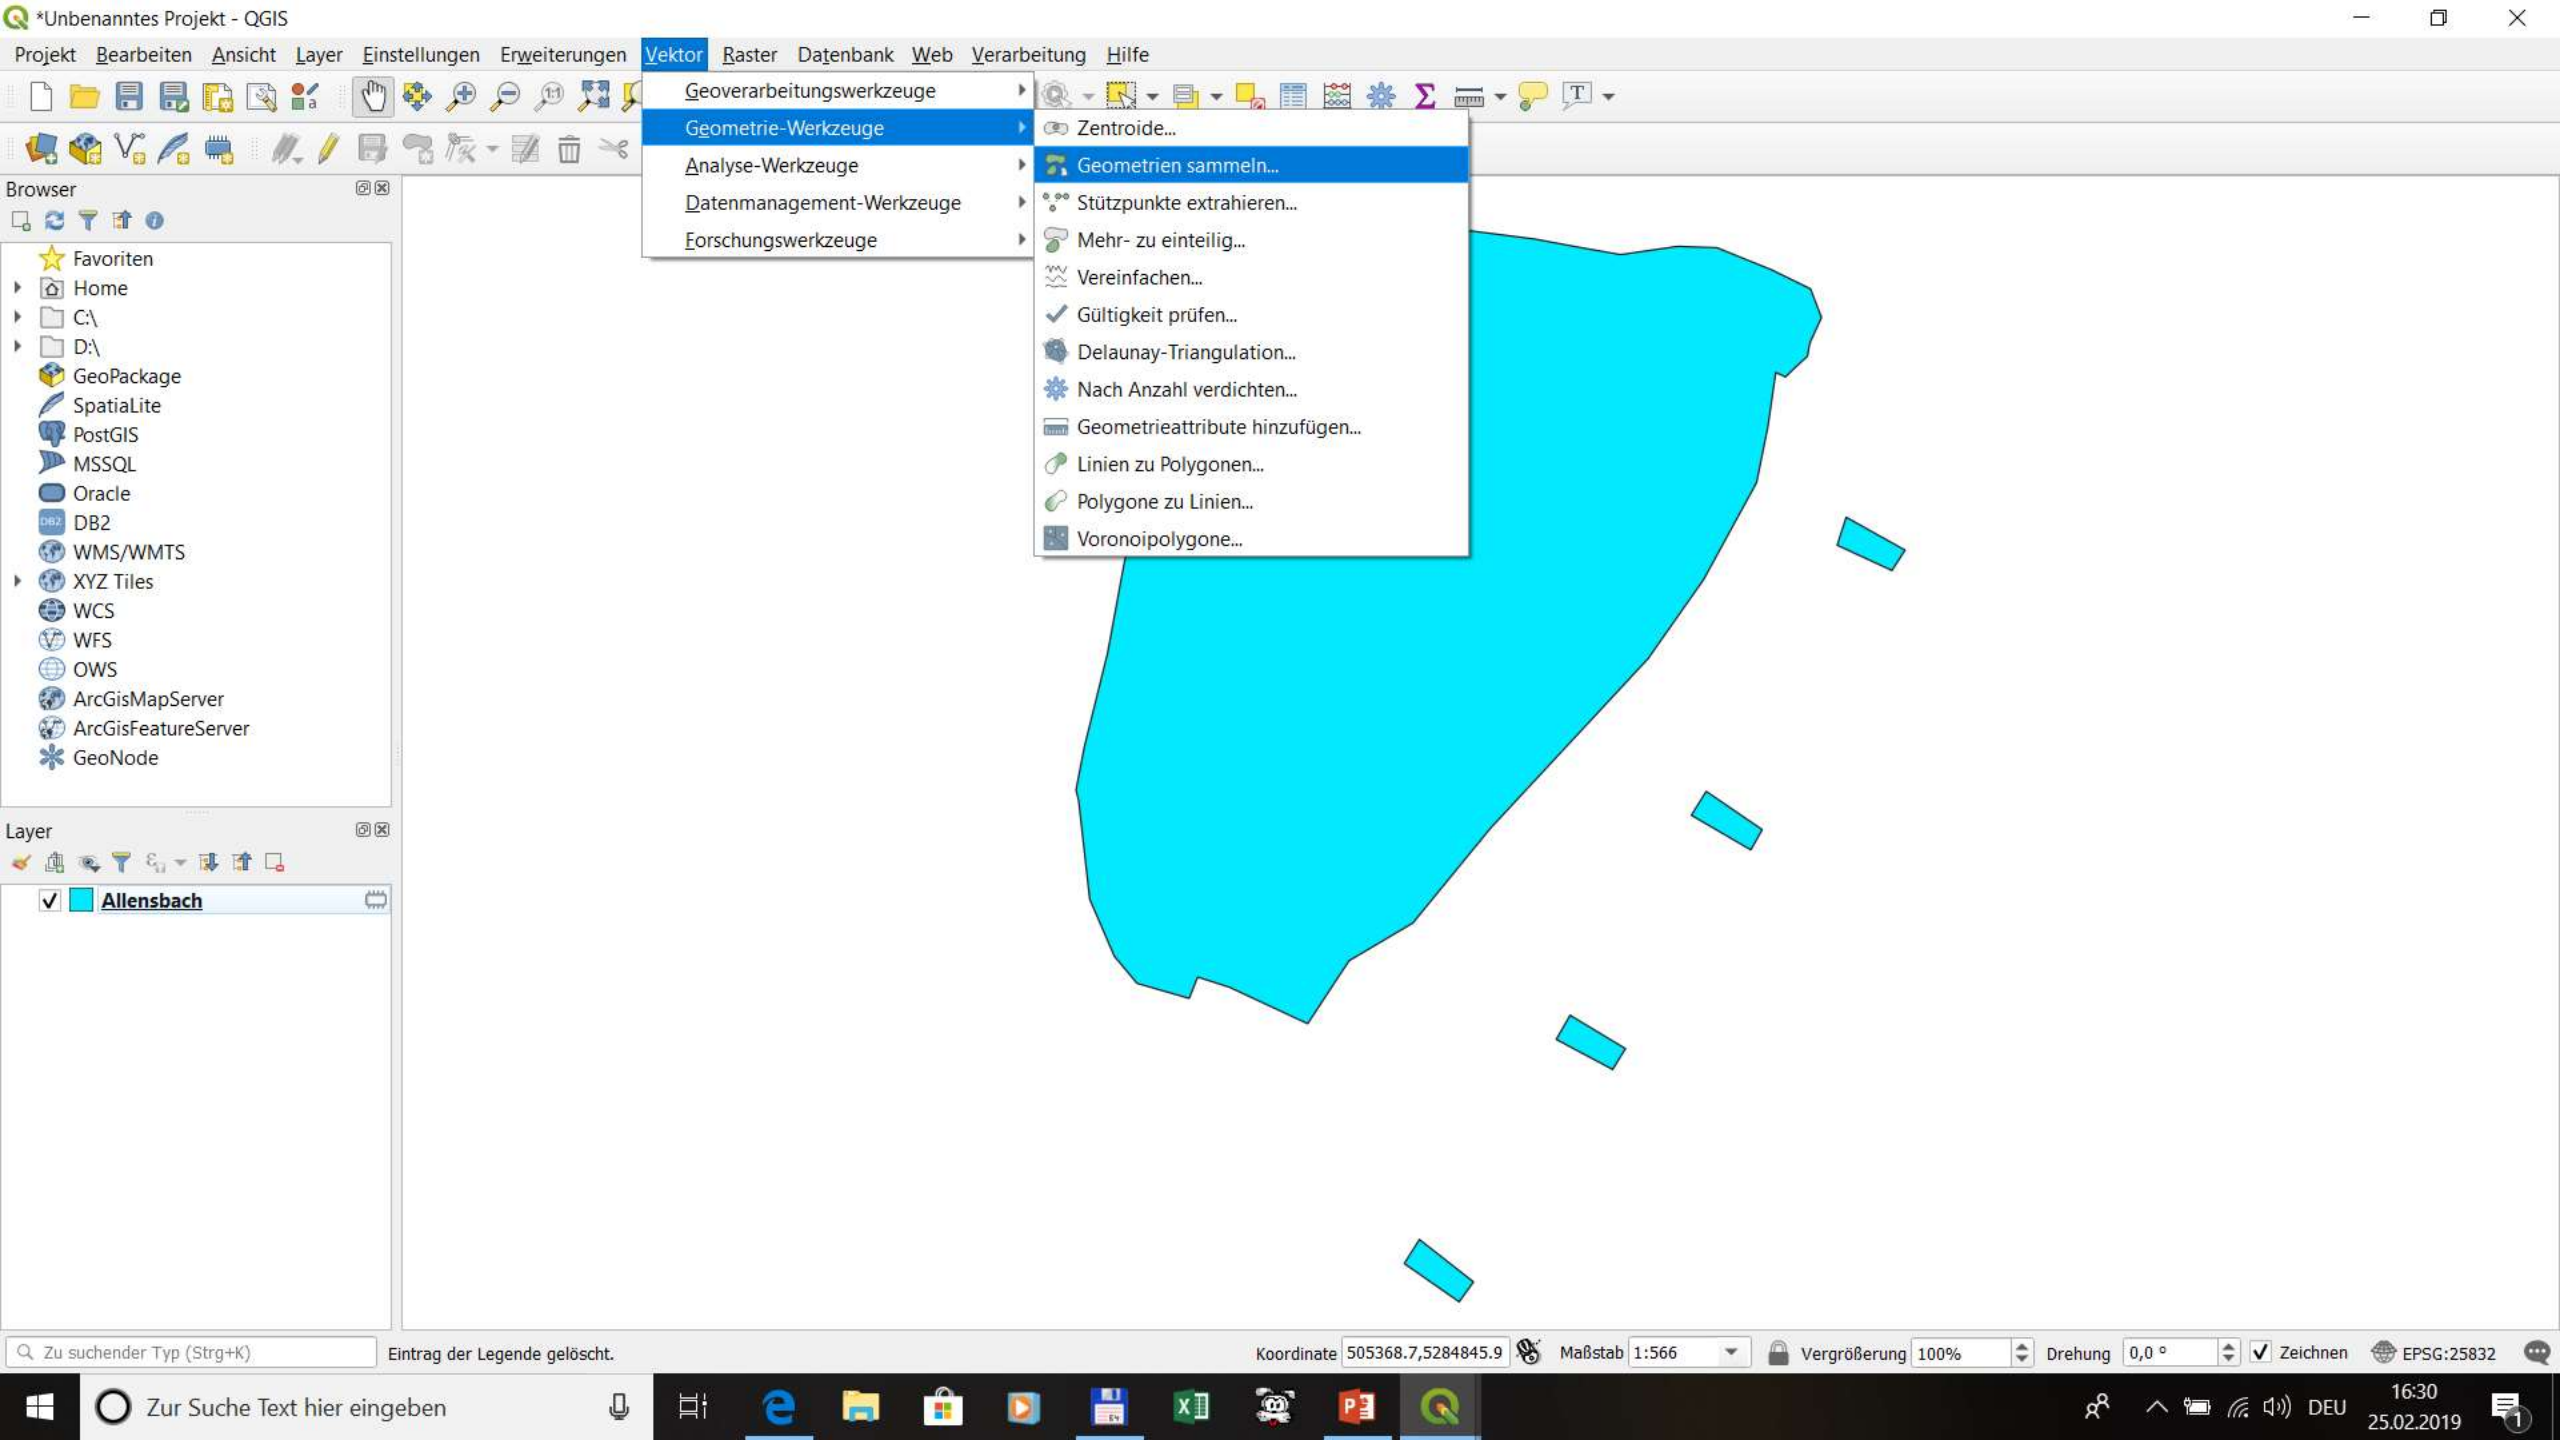 *Unbenanntes Projekt - QGIS
Projekt Bearbeiten Ansicht Layer Einstellungen Erweiterungen Vektor Raster Datenbank Web Verarbeitung Hilfe
Geoverarbeitungswerkzeuge
Geometrie-Werkzeuge
Analyse-Werkzeuge
Datenmanagement-Werkzeuge
Forschungswerkzeuge
Zentroide...
Geometrien sammeln...
Stützpunkte extrahieren...
Mehr- zu einteilig...
Vereinfachen...
Gültigkeit prüfen...
Delaunay-Triangulation...
Nach Anzahl verdichten...
Geometrieattribute hinzufügen...
Linien zu Polygonen...
Polygone zu Linien...
Voronoipolygone...
Browser
Favoriten
Home
C:\
D:\
GeoPackage
SpatiaLite
PostGIS
MSSQL
Oracle
DB2
WMS/WMTS
XYZ Tiles
WCS
WFS
OWS
ArcGisMapServer
ArcGisFeatureServer
GeoNode
Layer
Allensbach
Zu suchender Typ (Strg+K) Eintrag der Legende gelöscht. Koordinate 505368.7,5284845.9 Maßstab 1:566 Vergrößerung 100% Drehung 0,0 ° Zeichnen EPSG:25832
Zur Suche Text hier eingeben
DEU
16:30
25.02.2019
1